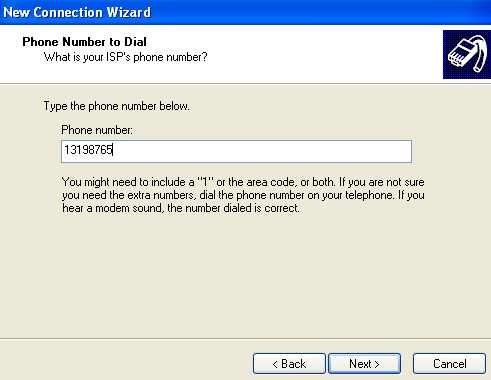 New Connection Wizard
Phone Number to Dial
What is your ISP's phone number?
Type the phone number below.
Phone number:
13198765
You might need to include a "1" or the area code, or both. If you are not sure
you need the extra numbers, dial the phone number on your telephone. If you
hear a modem sound, the number dialed is correct.
< Back Next > Cancel